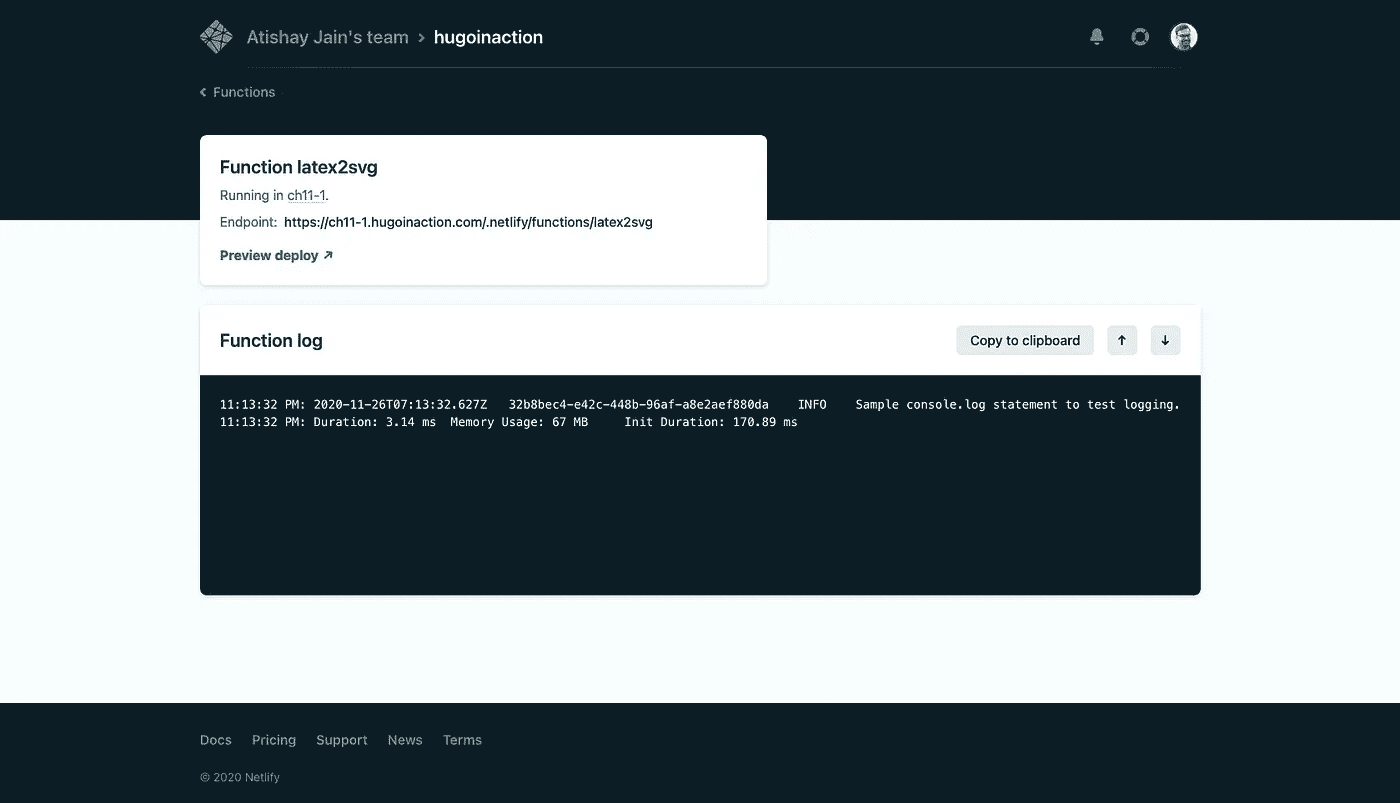 Atishay Jain's team › hugoinaction
‹ Functions
Function latex2svg
Running in ch11-1.
Endpoint: https://ch11-1.hugoinaction.com/.netlify/functions/latex2svg
Preview deploy ↗
Function log
Copy to clipboard ↑ ↓
11:13:32 PM: 2020-11-26T07:13:32.627Z 32b8bec4-e42c-448b-96af-a8e2aef880da INFO Sample console.log statement to test logging.
11:13:32 PM: Duration: 3.14 ms Memory Usage: 67 MB Init Duration: 170.89 ms
Docs Pricing Support News Terms
© 2020 Netlify